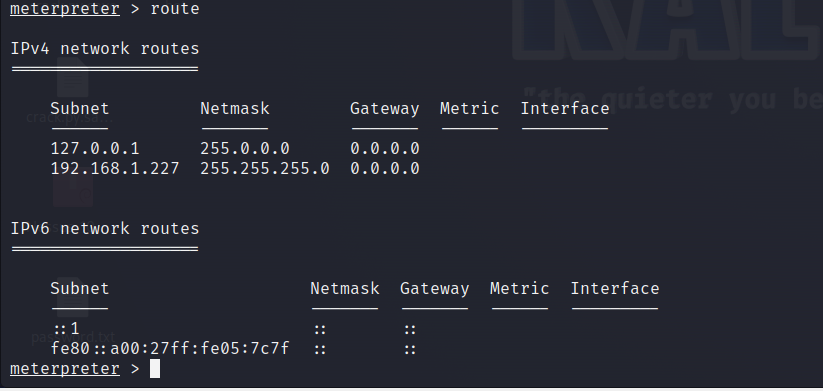 meterpreter > route
IPv4 network routes
Subnet Netmask Gateway Metric Interface
127.0.0.1 255.0.0.0 0.0.0.0
192.168.1.227 255.255.255.0 0.0.0.0
"the quieter you be
IPv6 network routes
Subnet Netmask Gateway Metric Interface
::1 :: ::
fe80::a00:27ff:fe05:7c7f :: ::
meterpreter >